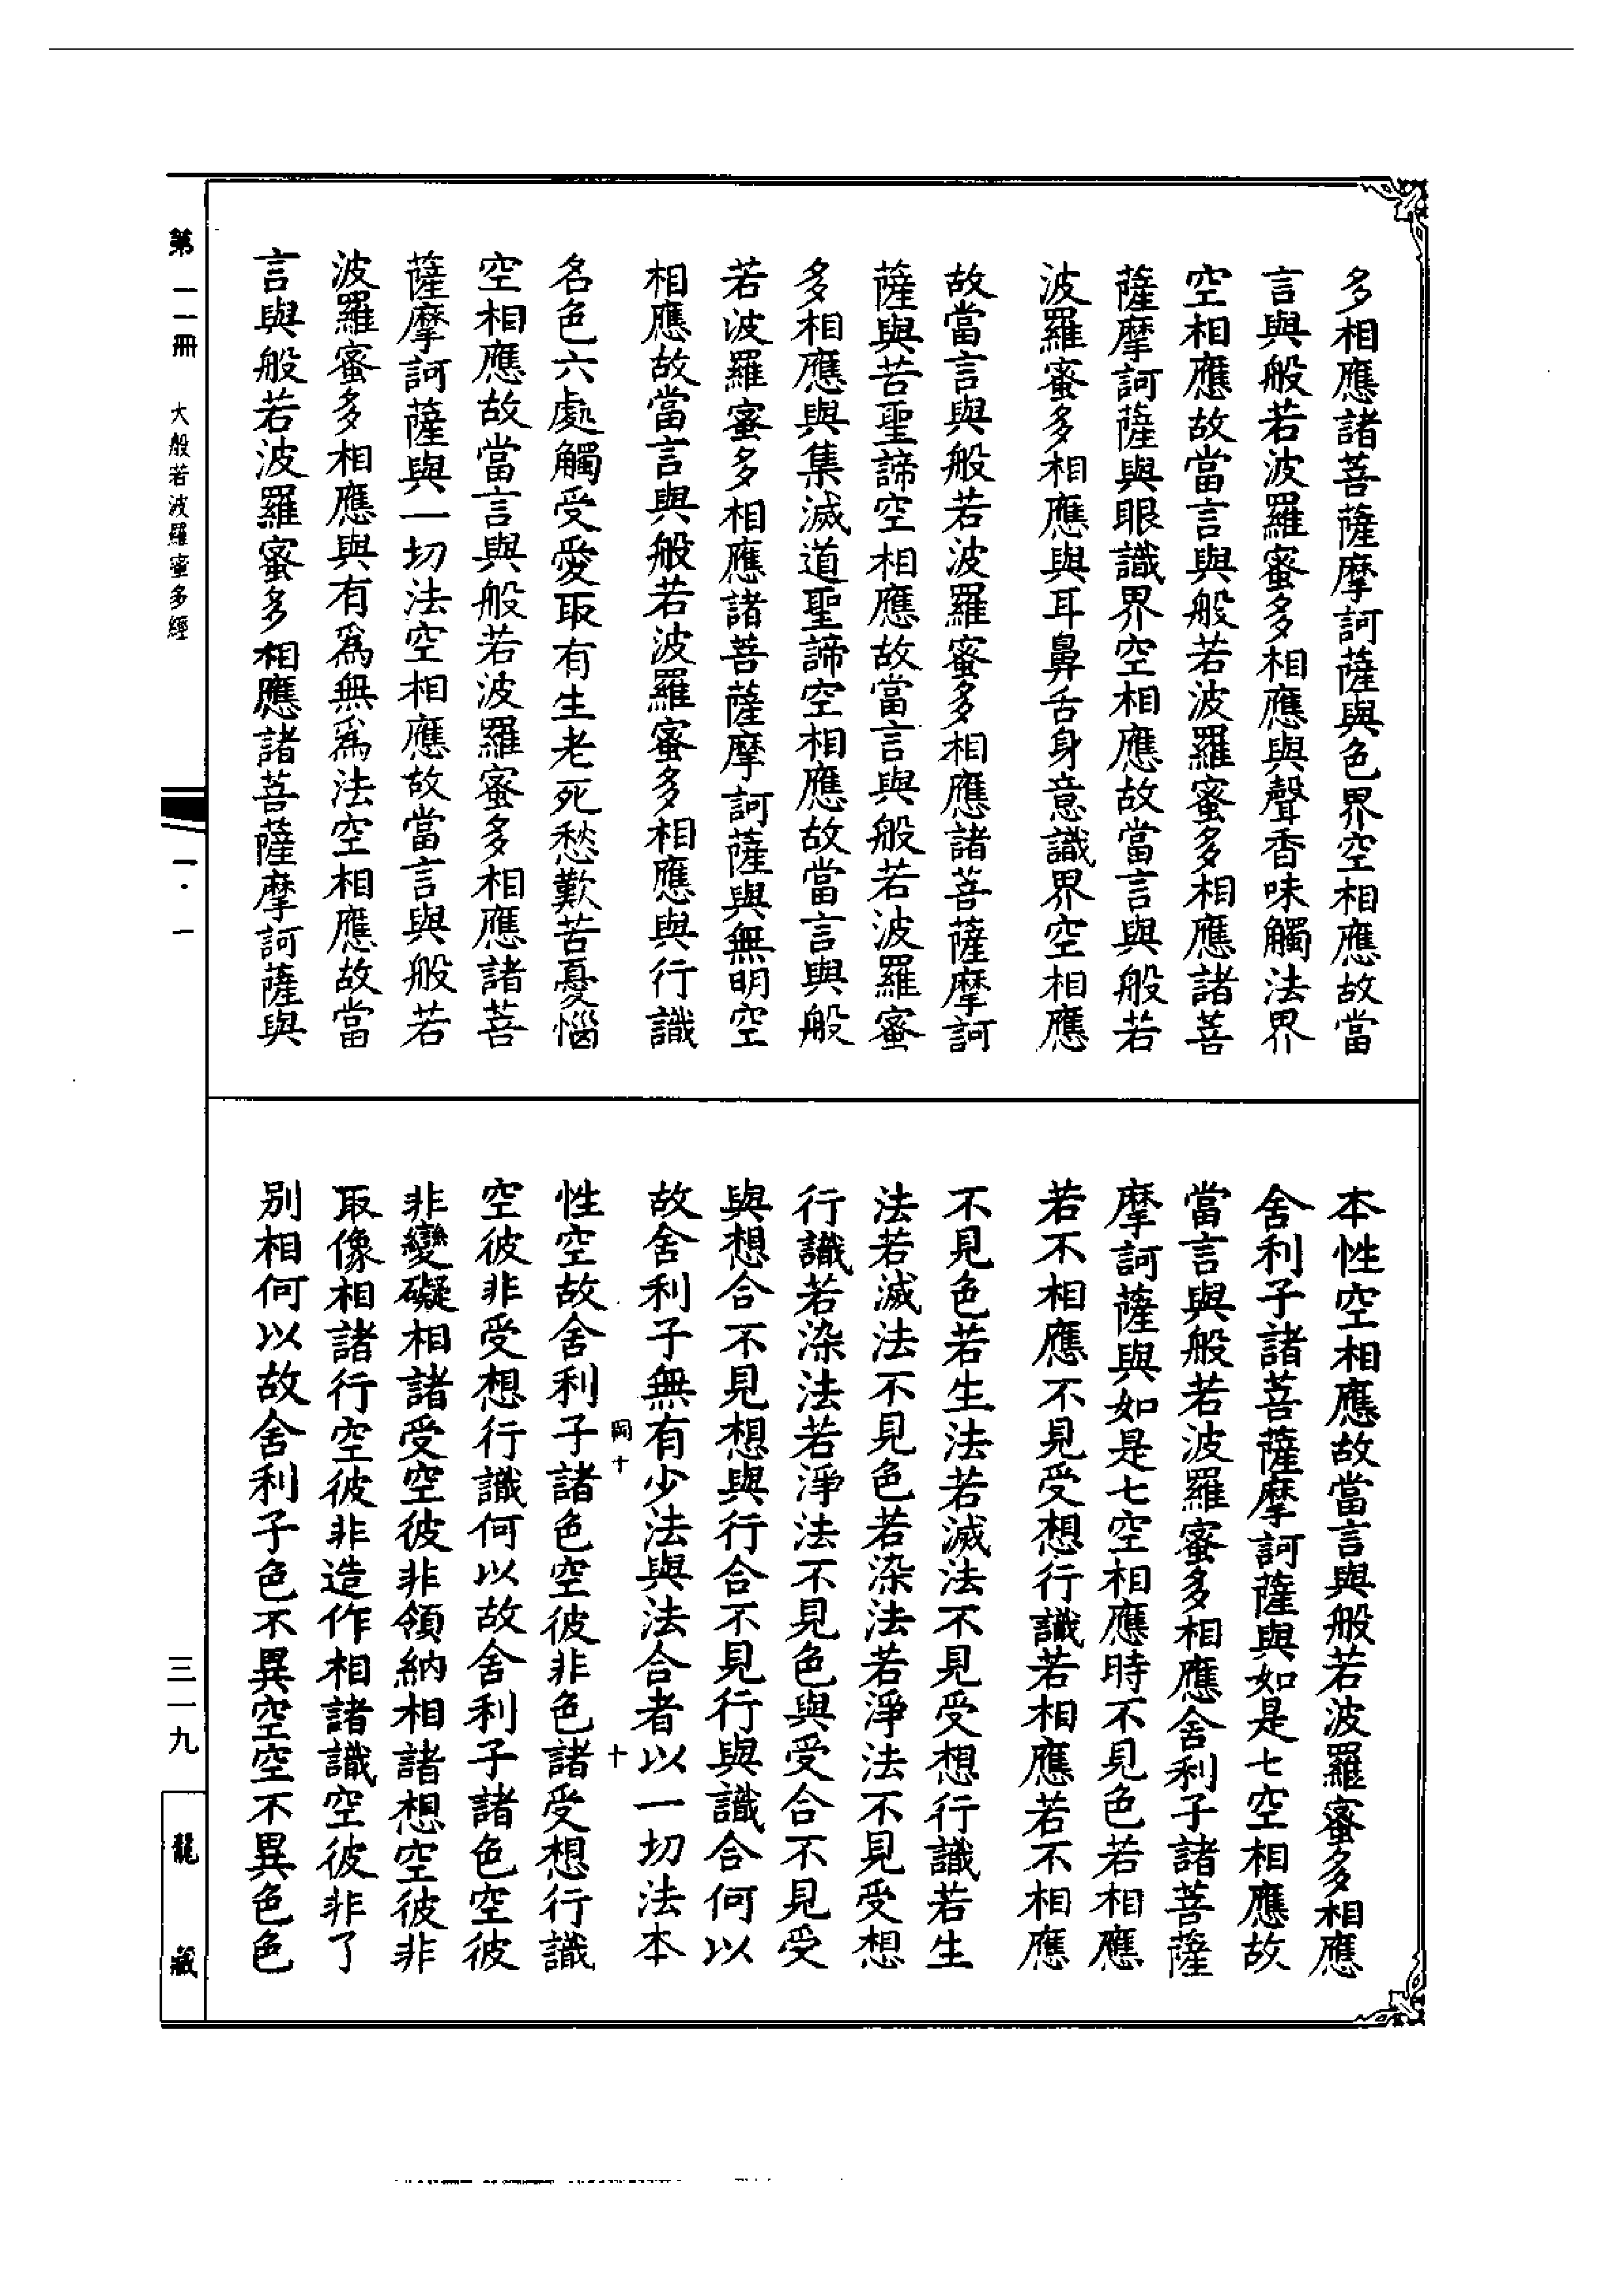 多相應諸菩薩摩訶薩與色界空相應故當
言與般若波羅蜜多相應與聲香味觸法界
空相應故當言與般若波羅蜜多相應諸菩
薩摩訶薩與眼識界空相應故當言與般若
波羅蜜多相應與耳鼻舌身意識界空相應
故當言與般若波羅蜜多相應諸菩薩摩訶
薩與苦聖諦空相應故當言與般若波羅蜜
多相應與集滅道聖諦空相應故當言與般
若波羅蜜多相應諸菩薩摩訶薩與無明空
相應故當言與般若波羅蜜多相應與行識
名色六處觸受愛取有生老死愁歎苦憂惱
空相應故當言與般若波羅蜜多相應諸菩
薩摩訶薩與一切法空相應故當言與般若
波羅蜜多相應與有為無為法空相應故當
言與般若波羅蜜多相應諸菩薩摩訶薩與
本性空相應故當言與般若波羅蜜多相應
舍利子諸菩薩摩訶薩與如是七空相應故
當言與般若波羅蜜多相應舍利子諸菩薩
摩訶薩與如是七空相應時不見色若相應
若不相應不見受想行識若相應若不相應
不見色若生法若滅法不見受想行識若生
法若滅法不見色若染法若淨法不見受想
行識若染法若淨法不見色與受合不見受
與想合不見想與行合不見行與識合何以
故舍利子無有少法與法合者以一切法本
十
性空故舍利子諸色空彼非色諸受想行識
空彼非受想行識何以故舍利子諸色空彼
非變礙相諸受空彼非領納相諸想空彼非
取像相諸行空彼非造作相諸識空彼非了
別相何以故舍利子色不異空空不異色色
第二冊 大般若波羅蜜多經 一·一 三一九 龍藏